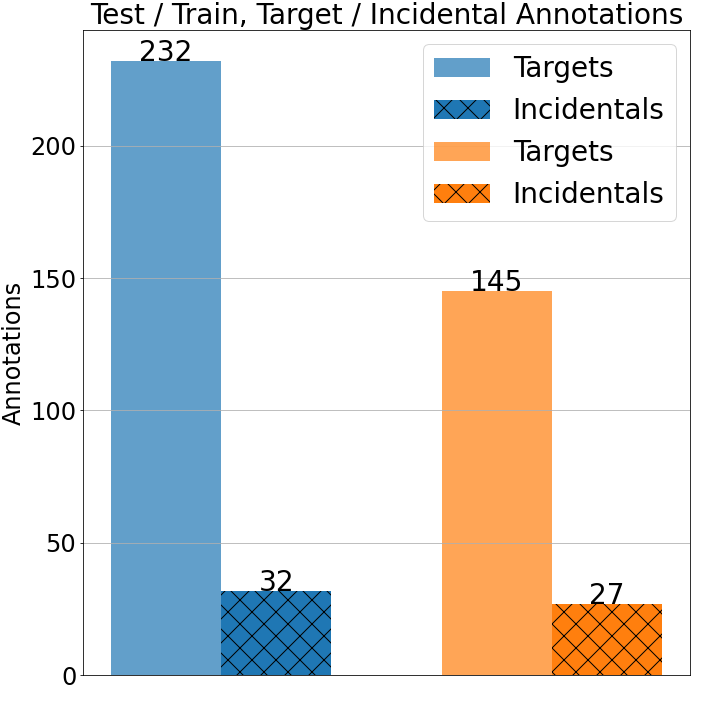 Test / Train, Target / Incidental Annotations
232
Targets
Incidentals
Targets
Incidentals
200
150
145
Annotations
100
50
32
27
0